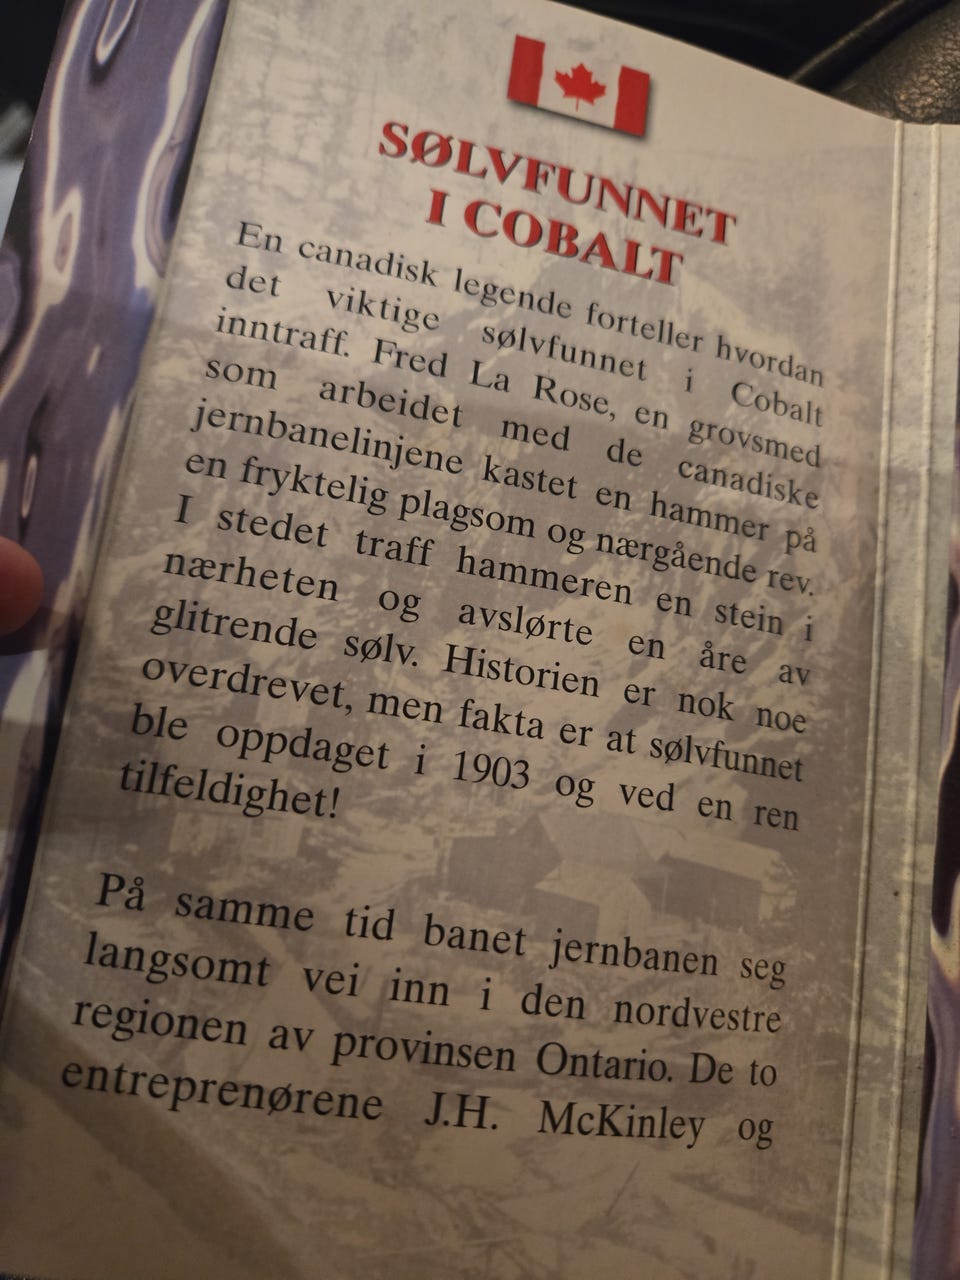 SØLVFUNNET
I COBALT
En canadisk legende forteller hvordan
det viktige sølvfunnet i Cobalt
inntraff. Fred La Rose, en grovsmed
som arbeidet med de canadiske
jernbanelinjene kastet en hammer på
en fryktelig plagsom og nærgående rev.
I stedet traff hammeren en stein i
nærheten og avslørte en åre av
glitrende sølv. Historien er nok noe
overdrevet, men fakta er at sølvfunnet
ble oppdaget i 1903 og ved en ren
tilfeldighet!
På samme tid banet jernbanen seg
langsomt vei inn i den nordvestre
regionen av provinsen Ontario. De to
entreprenørene J.H. McKinley og